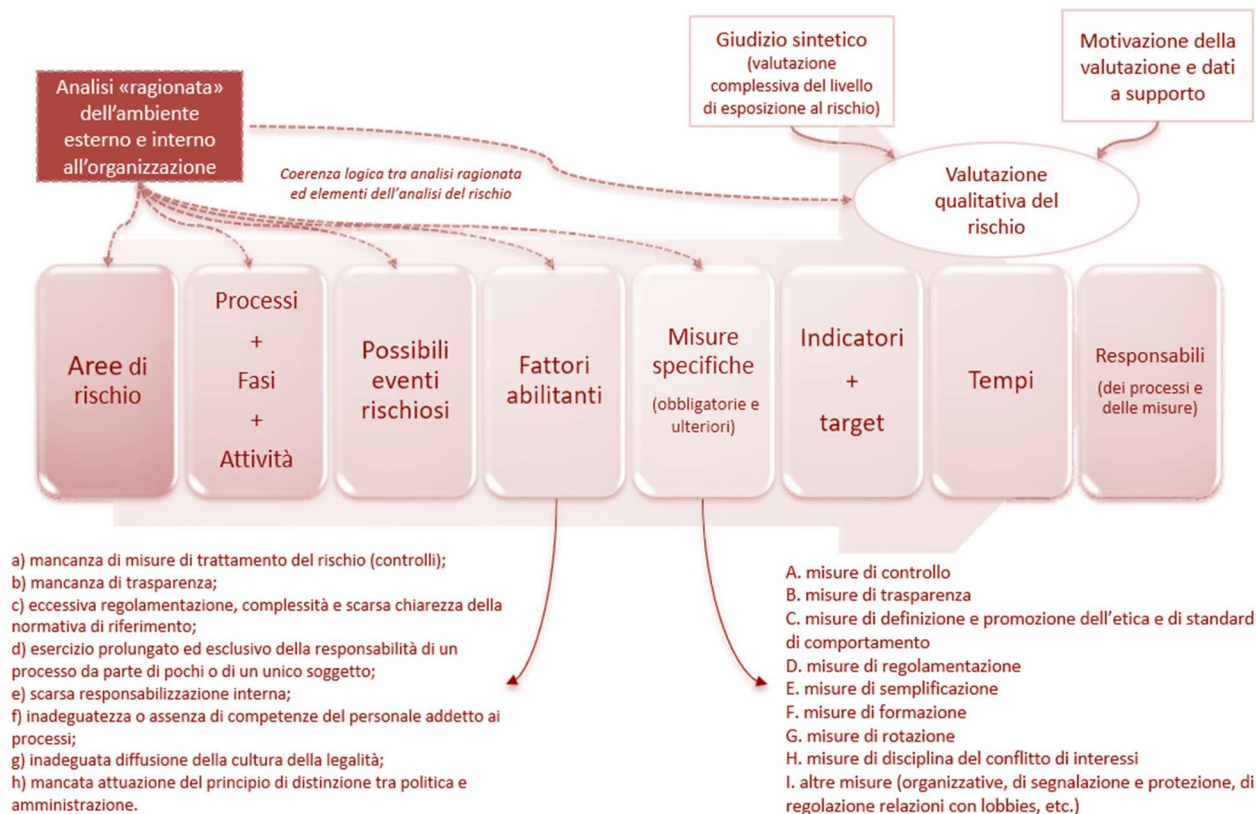 Analisi «ragionata»
dell'ambiente
esterno e interno
all'organizzazione
Giudizio sintetico
(valutazione
complessiva del livello
di esposizione al rischio)
Motivazione della
valutazione e dati
a supporto
Coerenza logica tra analisi ragionata
ed elementi dell'analisi del rischio
Valutazione
qualitativa del
rischio
Aree di
rischio
Processi
+
Fasi
+
Attività
Possibili
eventi
rischiosi
Fattori
abilitanti
Misure
specifiche
(obbligatorie e
ulteriori)
Indicatori
+
target
Tempi
Responsabili
(dei processi e
delle misure)
a) mancanza di misure di trattamento del rischio (controlli);
b) mancanza di trasparenza;
c) eccessiva regolamentazione, complessità e scarsa chiarezza della
normativa di riferimento;
d) esercizio prolungato ed esclusivo della responsabilità di un
processo da parte di pochi o di un unico soggetto;
e) scarsa responsabilizzazione interna;
f) inadeguatezza o assenza di competenze del personale addetto ai
processi;
g) inadeguata diffusione della cultura della legalità;
h) mancata attuazione del principio di distinzione tra politica e
amministrazione.
A. misure di controllo
B. misure di trasparenza
C. misure di definizione e promozione dell'etica e di standard
di comportamento
D. misure di regolamentazione
E. misure di semplificazione
F. misure di formazione
G. misure di rotazione
H. misure di disciplina del conflitto di interessi
I. altre misure (organizzative, di segnalazione e protezione, di
regolazione relazioni con lobbies, etc.)